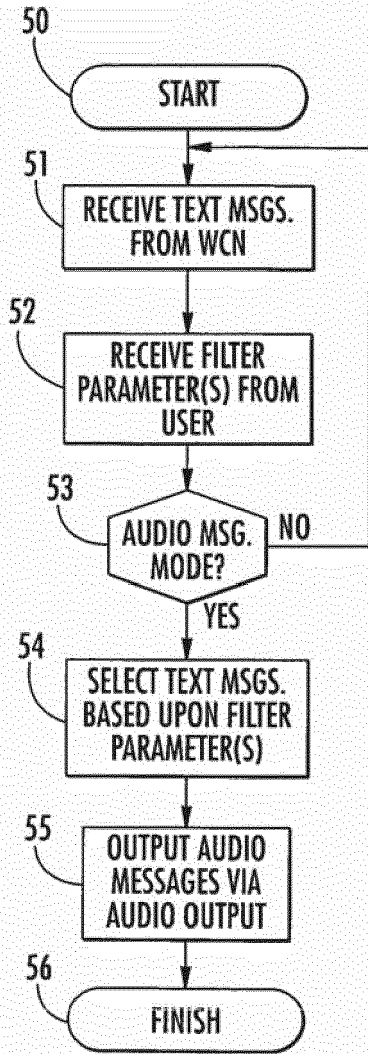 50
START
51
RECEIVE TEXT MSGS.
FROM WCN
52
RECEIVE FILTER
PARAMETER(S) FROM
USER
53
AUDIO MSG.
MODE?
NO
YES
54
SELECT TEXT MSGS.
BASED UPON FILTER
PARAMETER(S)
55
OUTPUT AUDIO
MESSAGES VIA
AUDIO OUTPUT
56
FINISH